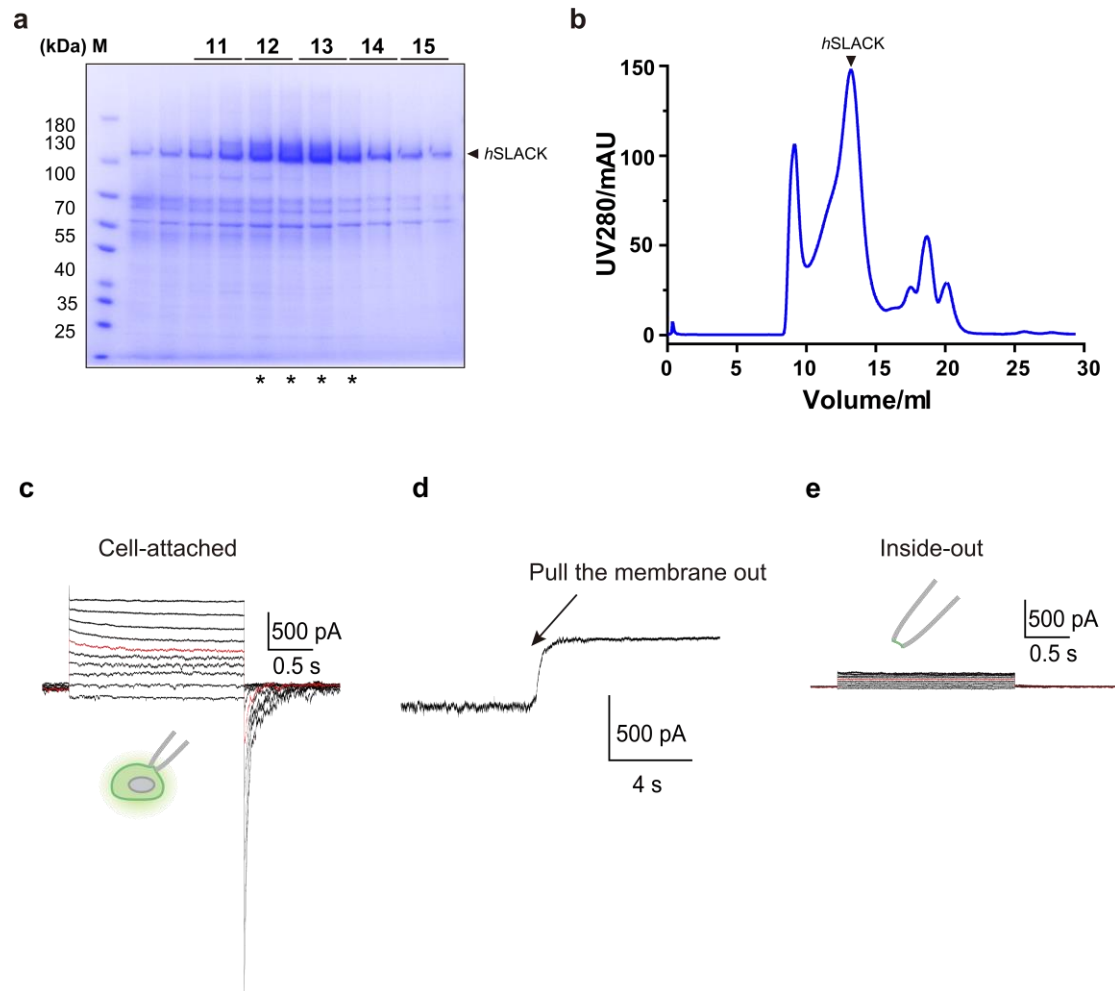 a
(kDa) M 11 12 13 14 15
180
130
100
70
55
40
35
25
hSLACK
* * * *
b
hSLACK
150
100
50
0
UV280/mAU
0 5 10 15 20 25 30
Volume/ml
c
Cell-attached
500 pA
0.5 s
d
Pull the membrane out
500 pA
4 s
e
Inside-out
500 pA
0.5 s